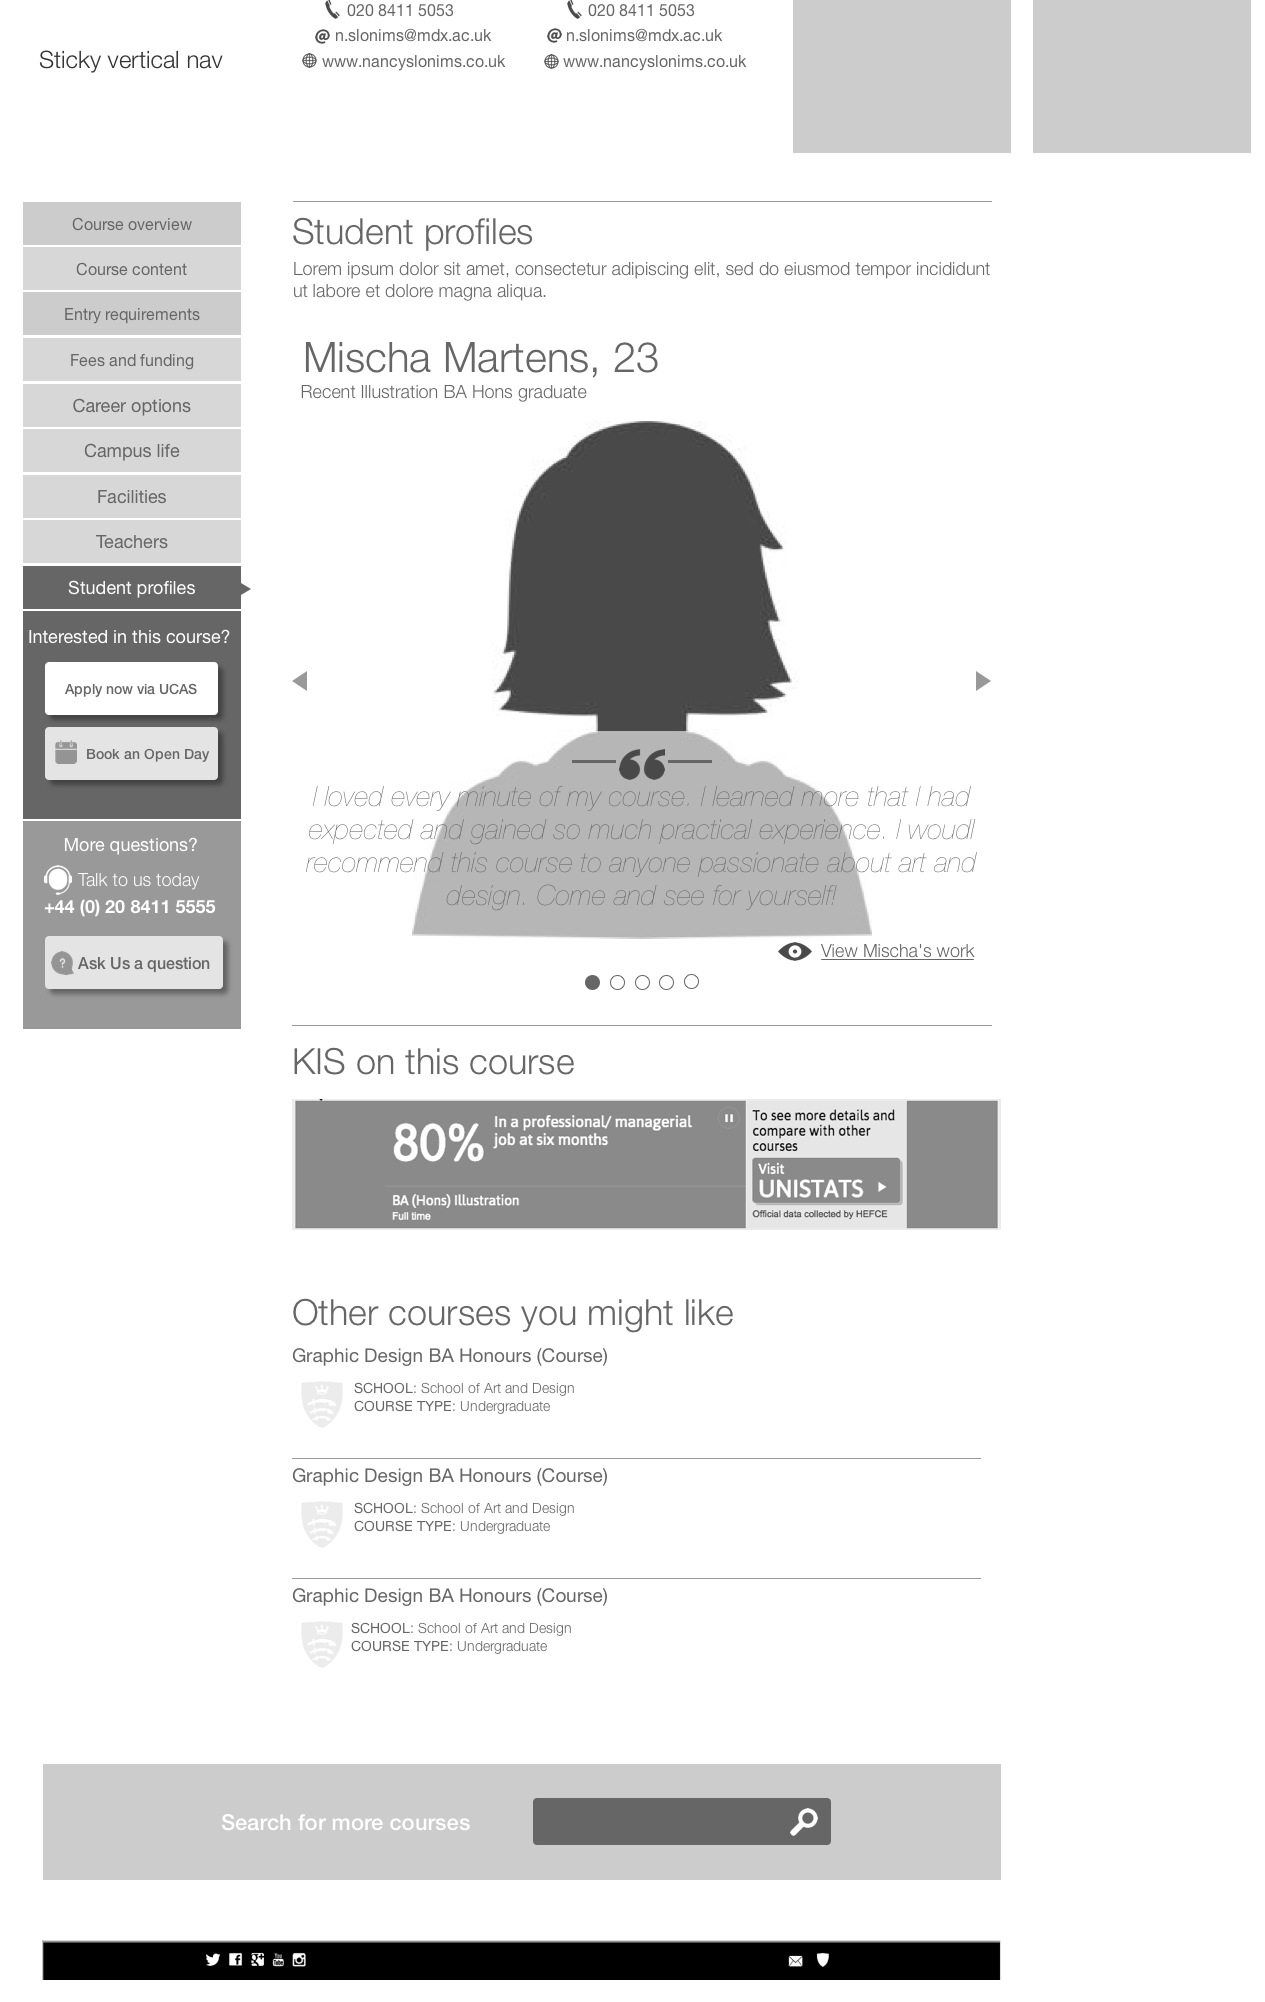 020 8411 5053
n.slonims@mdx.ac.uk
www.nancyslonims.co.uk
020 8411 5053
n.slonims@mdx.ac.uk
www.nancyslonims.co.uk
Sticky vertical nav
Course overview
Course content
Entry requirements
Fees and funding
Career options
Campus life
Facilities
Teachers
Student profiles
Interested in this course?
Apply now via UCAS
Book an Open Day
More questions?
Talk to us today
+44 (0) 20 8411 5555
Ask Us a question
Student profiles
Lorem ipsum dolor sit amet, consectetur adipiscing elit, sed do eiusmod tempor incididunt
ut labore et dolore magna aliqua.
Mischa Martens, 23
Recent Illustration BA Hons graduate
I loved every minute of my course. I learned more that I had
expected and gained so much practical experience. I woudl
recommend this course to anyone passionate about art and
design. Come and see for yourself!
View Mischa's work
KIS on this course
80%
In a professional/ managerial
job at six months
BA (Hons) Illustration
Full time
To see more details and
compare with other
courses
Visit
UNISTATS
Official data collected by HEFCE
Other courses you might like
Graphic Design BA Honours (Course)
SCHOOL: School of Art and Design
COURSE TYPE: Undergraduate
Graphic Design BA Honours (Course)
SCHOOL: School of Art and Design
COURSE TYPE: Undergraduate
Graphic Design BA Honours (Course)
SCHOOL: School of Art and Design
COURSE TYPE: Undergraduate
Search for more courses